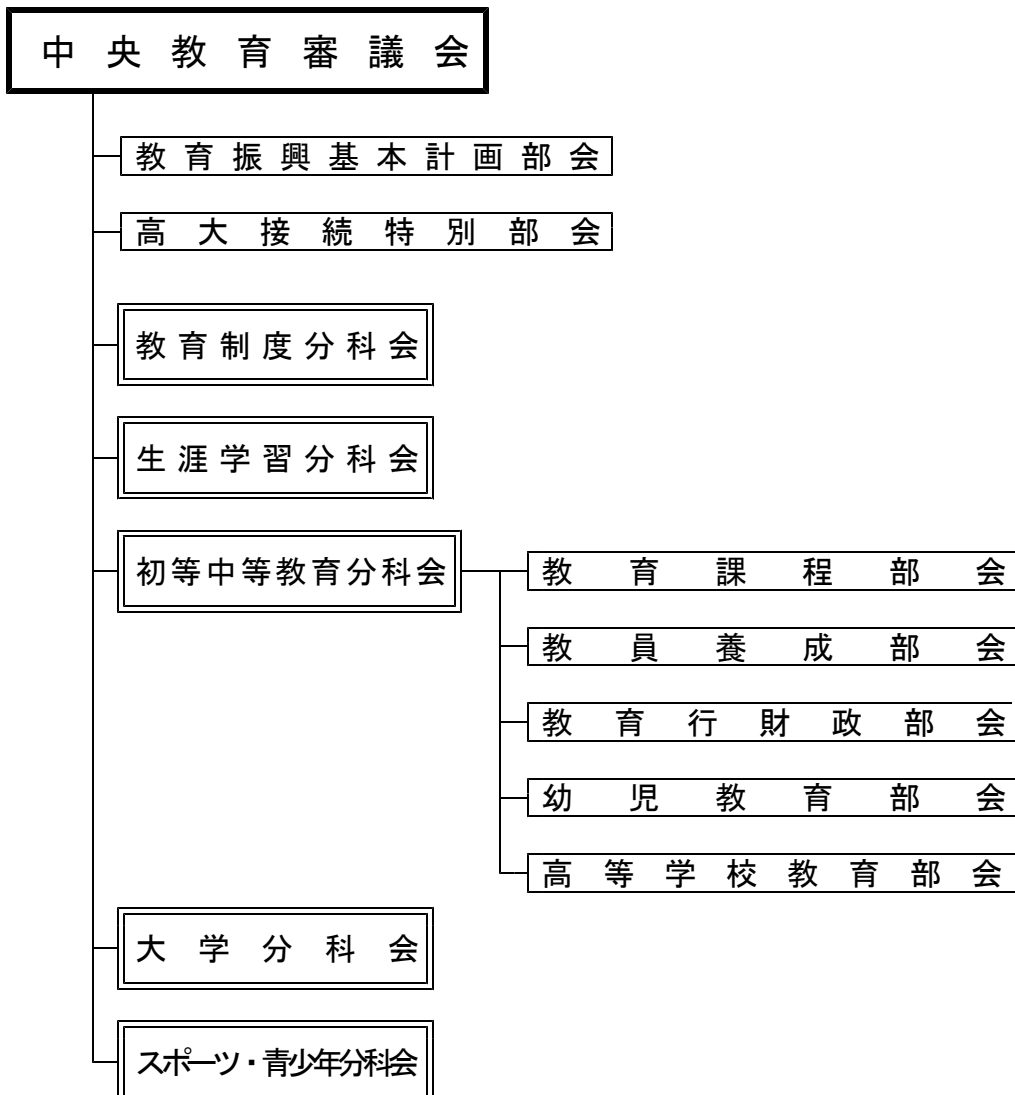 中央教育審議会
教育振興基本計画部会
高大接続特別部会
教育制度分科会
生涯学習分科会
初等中等教育分科会
教育課程部会
教員養成部会
教育行財政部会
幼児教育部会
高等学校教育部会
大学分科会
スポーツ・青少年分科会